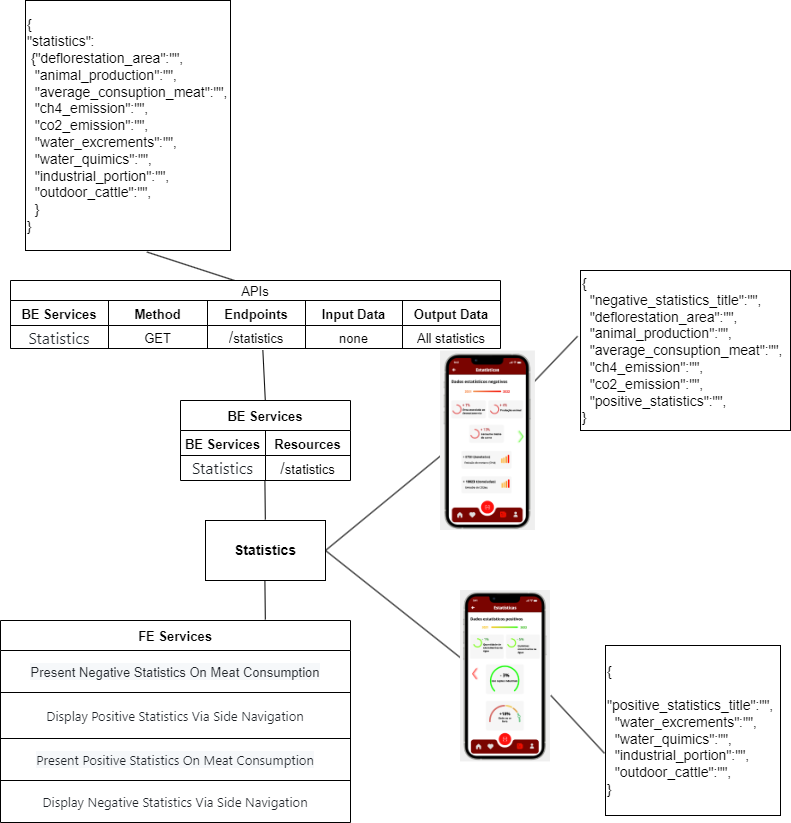 {
"statistics":
{"deflorestation_area":"",
"animal_production":"",
"average_consuption_meat":"",
"ch4_emission":"",
"co2_emission":"",
"water_excrements":"",
"water_quimics":"",
"industrial_portion":"",
"outdoor_cattle":"",
}
}
APIs
BE Services Method Endpoints Input Data Output Data
Statistics GET /statistics none All statistics
{
"negative_statistics_title":"",
"deflorestation_area":"",
"animal_production":"",
"average_consuption_meat":"",
"ch4_emission":"",
"co2_emission":"",
"positive_statistics":"",
}
BE Services
BE Services Resources
Statistics /statistics
Estatísticas
Dados estatísticos negativos
Statistics
FE Services
Present Negative Statistics On Meat Consumption
Display Positive Statistics Via Side Navigation
Present Positive Statistics On Meat Consumption
Display Negative Statistics Via Side Navigation
Estatísticas
Dados estatísticos positivos
{
"positive_statistics_title":"",
"water_excrements":"",
"water_quimics":"",
"industrial_portion":"",
"outdoor_cattle":"",
}